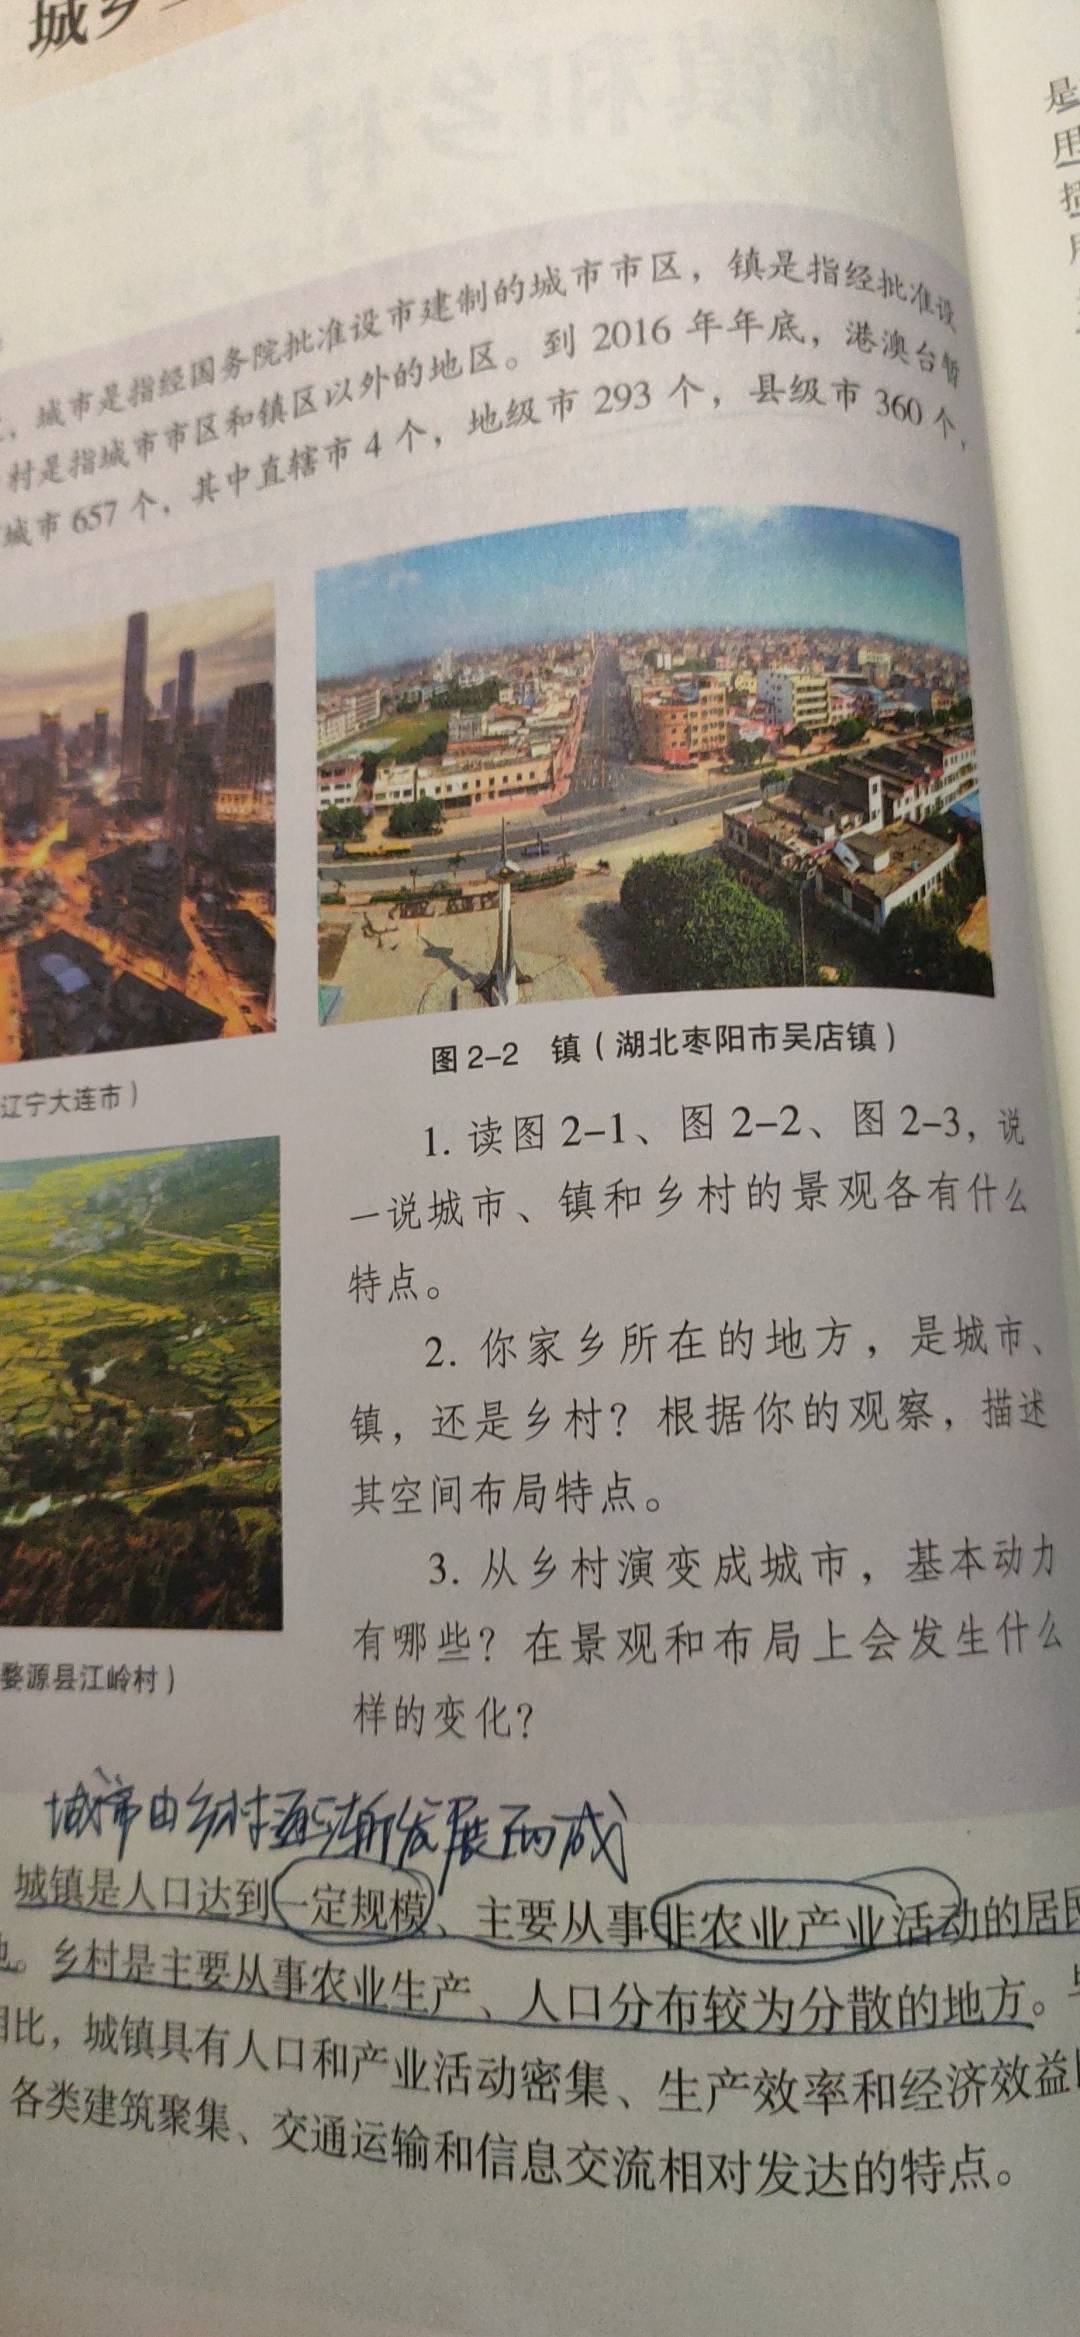 城乡
城镇和乡村
，城市是指经国务院批准设市建制的城市市区，镇是指经批准设
村是指城市市区和镇区以外的地区。到 2016 年年底，港澳台暂
城市 657 个，其中直辖市 4 个，地级市 293 个，县级市 360 个，
辽宁大连市）
图 2-2 镇（湖北枣阳市吴店镇）
1. 读图 2-1、图 2-2、图 2-3，说
一说城市、镇和乡村的景观各有什么
特点。
2. 你家乡所在的地方，是城市、
镇，还是乡村？根据你的观察，描述
其空间布局特点。
3. 从乡村演变成城市，基本动力
有哪些？在景观和布局上会发生什么
样的变化？
婺源县江岭村）
城市由乡村逐渐发展而成
城镇是人口达到一定规模、主要从事非农业产业活动的居民
地。乡村是主要从事农业生产、人口分布较为分散的地方。与
相比，城镇具有人口和产业活动密集、生产效率和经济效益
各类建筑聚集、交通运输和信息交流相对发达的特点。
是
用